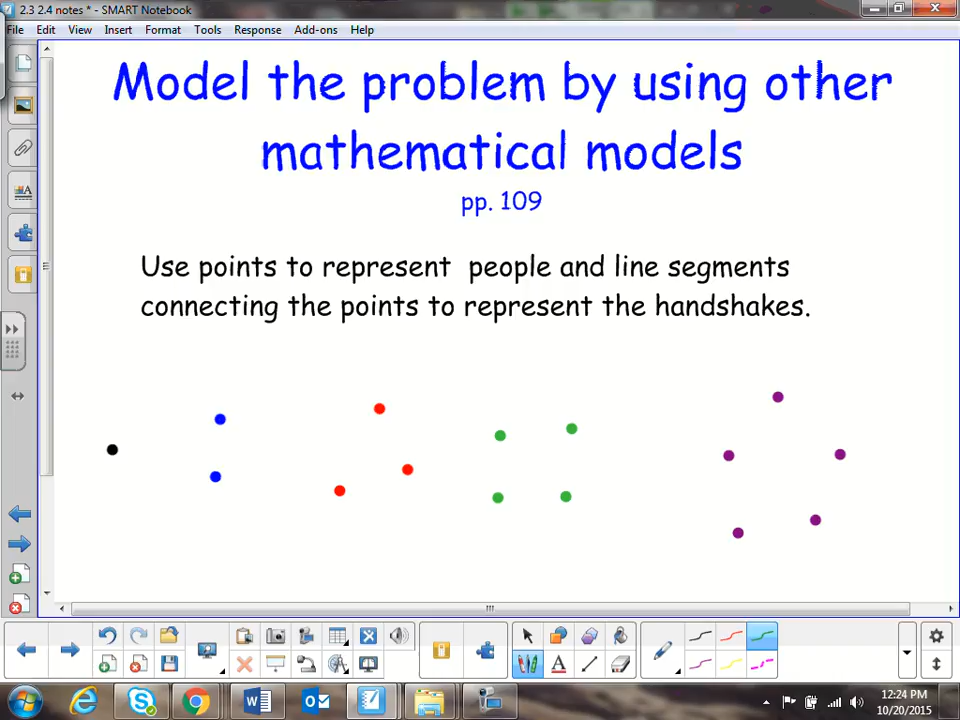 2.3 2.4 notes * - SMART Notebook
File Edit View Insert Format Tools Response Add-ons Help
Model the problem by using other
mathematical models
pp. 109
Use points to represent people and line segments
connecting the points to represent the handshakes.
12:24 PM
10/20/2015